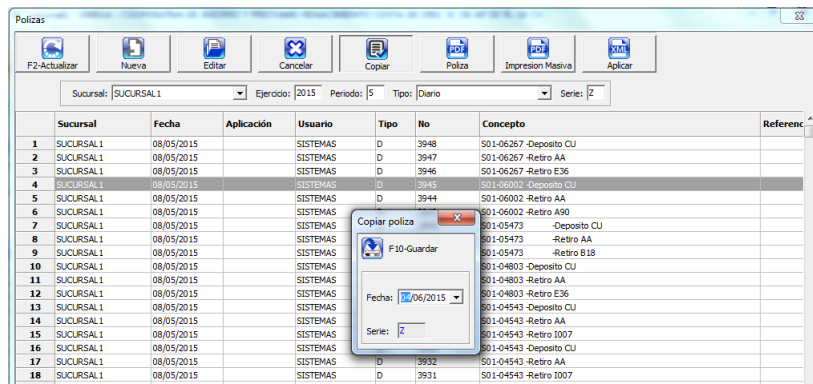 Polizas
F2-Actualizar Nueva Editar Cancelar Copiar Poliza Impresion Masiva Aplicar
PDF PDF XML
Sucursal: SUCURSAL1 Ejercicio: 2015 Periodo: 5 Tipo: Diario Serie: Z
Sucursal Fecha Aplicación Usuario Tipo No Concepto Referenc
1 SUCURSAL1 08/05/2015 SISTEMAS D 3948 S01-06267 -Deposito CU
2 SUCURSAL1 08/05/2015 SISTEMAS D 3947 S01-06267 -Retiro AA
3 SUCURSAL1 08/05/2015 SISTEMAS D 3946 S01-06267 -Retiro E36
4 SUCURSAL1 08/05/2015 SISTEMAS D 3945 S01-06002 -Deposito CU
5 SUCURSAL1 08/05/2015 SISTEMAS D 3944 S01-06002 -Retiro AA
6 SUCURSAL1 08/05/2015 SISTEMAS S01-06002 -Retiro A90
7 SUCURSAL1 08/05/2015 SISTEMAS S01-05473 -Deposito CU
8 SUCURSAL1 08/05/2015 SISTEMAS S01-05473 -Retiro AA
9 SUCURSAL1 08/05/2015 SISTEMAS S01-05473 -Retiro B18
10 SUCURSAL1 08/05/2015 SISTEMAS S01-04803 -Deposito CU
11 SUCURSAL1 08/05/2015 SISTEMAS S01-04803 -Retiro AA
12 SUCURSAL1 08/05/2015 SISTEMAS S01-04803 -Retiro E36
13 SUCURSAL1 08/05/2015 SISTEMAS S01-04543 -Deposito CU
14 SUCURSAL1 08/05/2015 SISTEMAS S01-04543 -Retiro AA
15 SUCURSAL1 08/05/2015 SISTEMAS S01-04543 -Retiro I007
16 SUCURSAL1 08/05/2015 SISTEMAS S01-04543 -Deposito CU
17 SUCURSAL1 08/05/2015 SISTEMAS D 3932 S01-04543 -Retiro AA
18 SUCURSAL1 08/05/2015 SISTEMAS D 3931 S01-04543 -Retiro I007
Copiar poliza
F10-Guardar
Fecha: 04/06/2015
Serie: Z